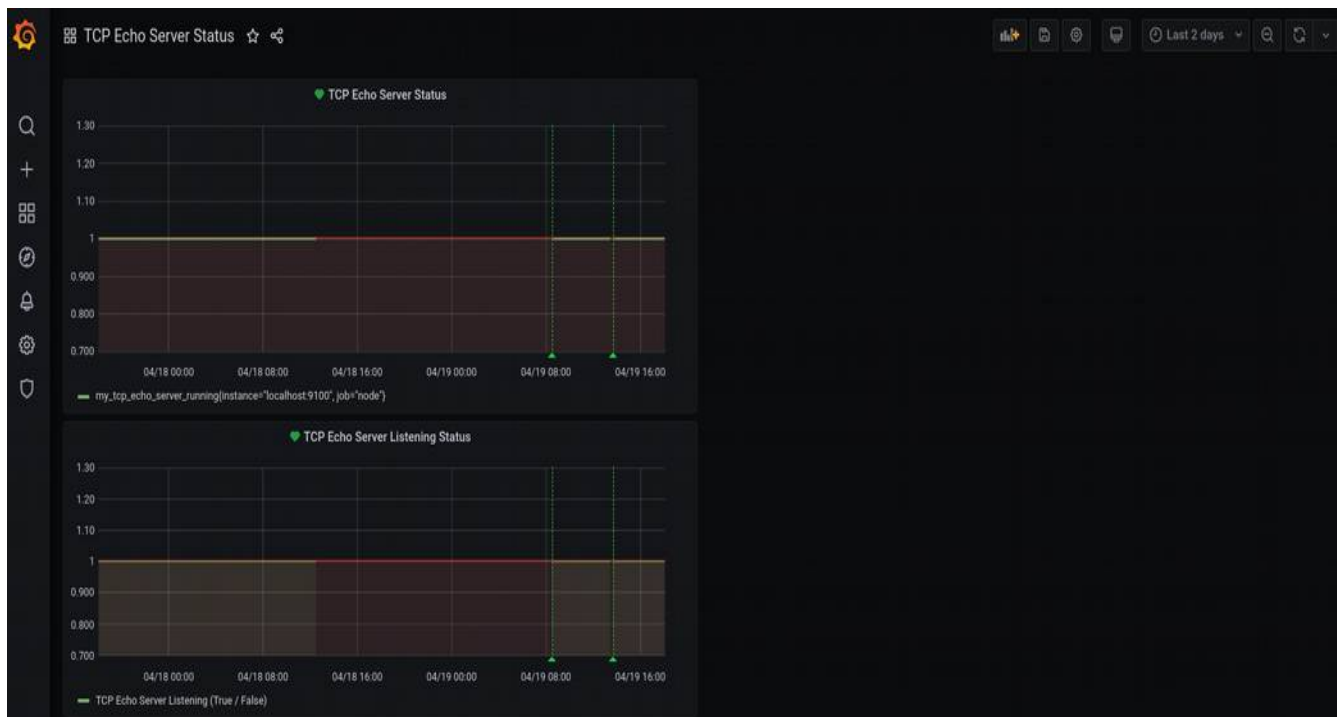 TCP Echo Server Status
Last 2 days
TCP Echo Server Status
1.30
1.20
1.10
1
0.900
0.800
0.700
04/18 00:00 04/18 08:00 04/18 16:00 04/19 00:00 04/19 08:00 04/19 16:00
my_tcp_echo_server_running{instance="localhost:9100", job="node"}
TCP Echo Server Listening Status
1.30
1.20
1.10
1
0.900
0.800
0.700
04/18 00:00 04/18 08:00 04/18 16:00 04/19 00:00 04/19 08:00 04/19 16:00
TCP Echo Server Listening (True / False)